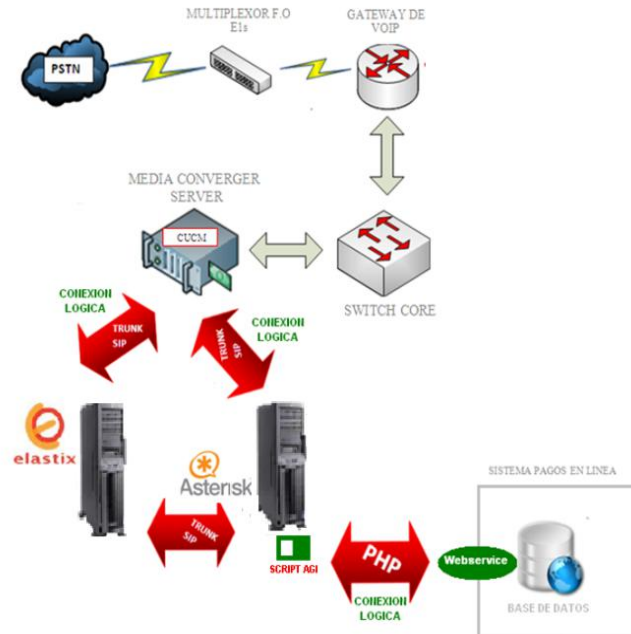 MULTIPLEXOR F.O
E1s
GATEWAY DE
VOIP
PSTN
MEDIA CONVERGER
SERVER
CUCM
SWITCH CORE
CONEXION
LOGICA
TRUNK
SIP
TRUNK
SIP
CONEXION
LOGICA
elastix
Asterisk
TRUNK
SIP
SCRIPT AGI
PHP
CONEXION
LOGICA
SISTEMA PAGOS EN LINEA
Webservice
BASE DE DATOS